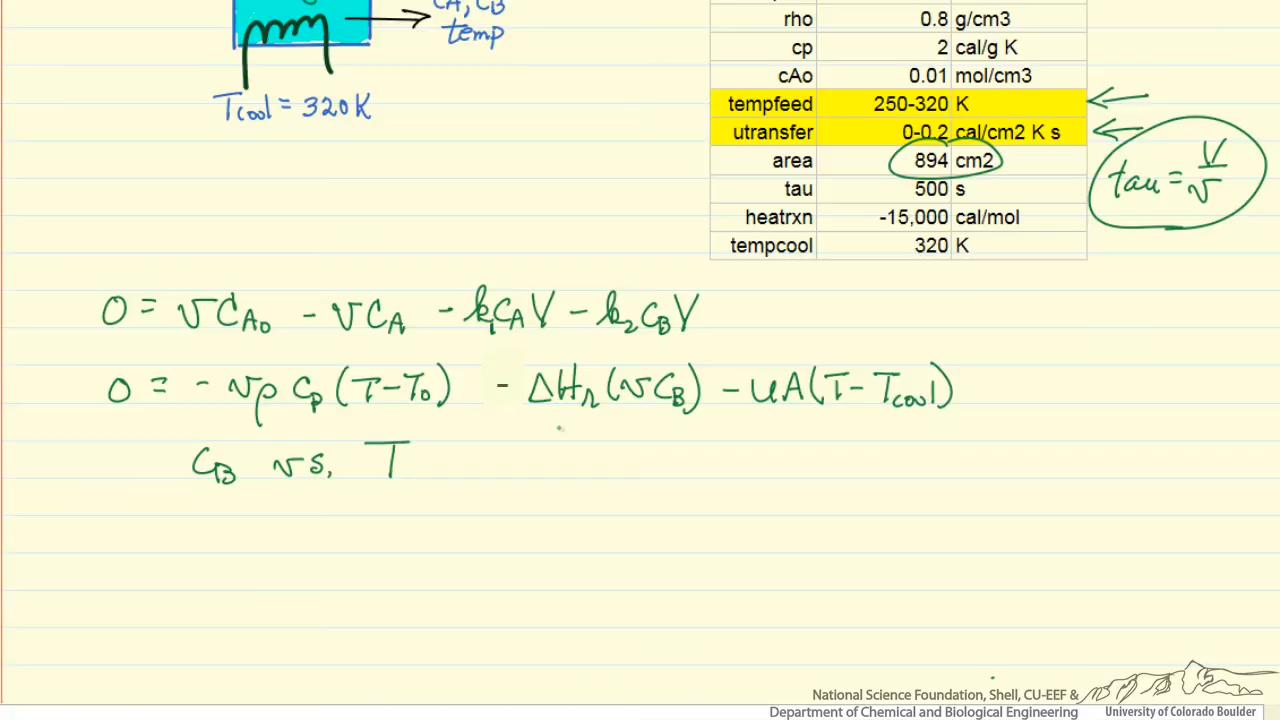 CA, CB
temp
Tcool = 320K
rho 0.8 g/cm3
cp 2 cal/g K
cAo 0.01 mol/cm3
tempfeed 250-320 K
utransfer 0-0.2 cal/cm2 K s
area 894 cm2
tau 500 s
heatrxn -15,000 cal/mol
tempcool 320 K
tau = V/v
0 = vCA0 - vCA - k1CAV - k2CBV
0 = - vρ Cp (T-T0) - ΔHr (vCB) - UA(T-Tcool)
CB vs. T
National Science Foundation, Shell, CU-EEF &
Department of Chemical and Biological Engineering
University of Colorado Boulder